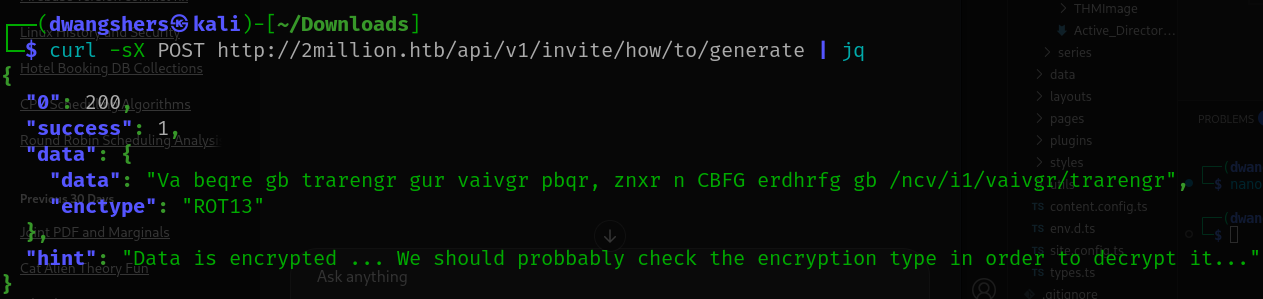 ┌──(dwangshers㉿kali)-[~/Downloads]
└─$ curl -sX POST http://2million.htb/api/v1/invite/how/to/generate | jq
{
"0": 200,
"success": 1,
"data": {
"data": "Va beqre gb trarengr gur vaivgr pbqr, znxr n CBFG erdhrfg gb /ncv/i1/vaivgr/trarengr",
"enctype": "ROT13"
},
"hint": "Data is encrypted ... We should probbably check the encryption type in order to decrypt it..."
}
Linux History and Security
Hotel Booking DB Collections
CPU Scheduling Algorithms
Round Robin Scheduling Analysi
Previous 30 Days
Joint PDF and Marginals
Cat Alien Theory Fun
Ask anything
THMImage
Active_Director...
series
data
layouts
pages
plugins
styles
content.config.ts
TS env.d.ts
site.config.ts
TS types.ts
.gitignore
PROBLEMS
(dwa
nano
(dwan
$